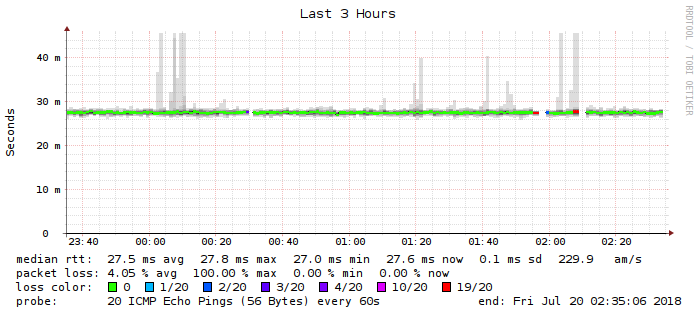 Last 3 Hours
RRDTOOL / TOBI OETIKER
Seconds
40 m
30 m
20 m
10 m
0
23:40 00:00 00:20 00:40 01:00 01:20 01:40 02:00 02:20
median rtt: 27.5 ms avg 27.8 ms max 27.0 ms min 27.6 ms now 0.1 ms sd 229.9 am/s
packet loss: 4.05 % avg 100.00 % max 0.00 % min 0.00 % now
loss color: 0 1/20 2/20 3/20 4/20 10/20 19/20
probe: 20 ICMP Echo Pings (56 Bytes) every 60s end: Fri Jul 20 02:35:06 2018